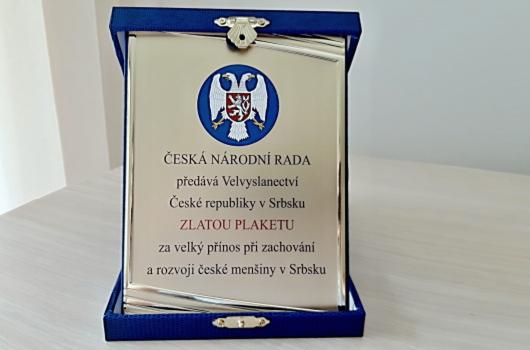 ČESKÁ NÁRODNÍ RADA
předává Velvyslanectví
České republiky v Srbsku
ZLATOU PLAKETU
za velký přínos při zachování
a rozvoji české menšiny v Srbsku